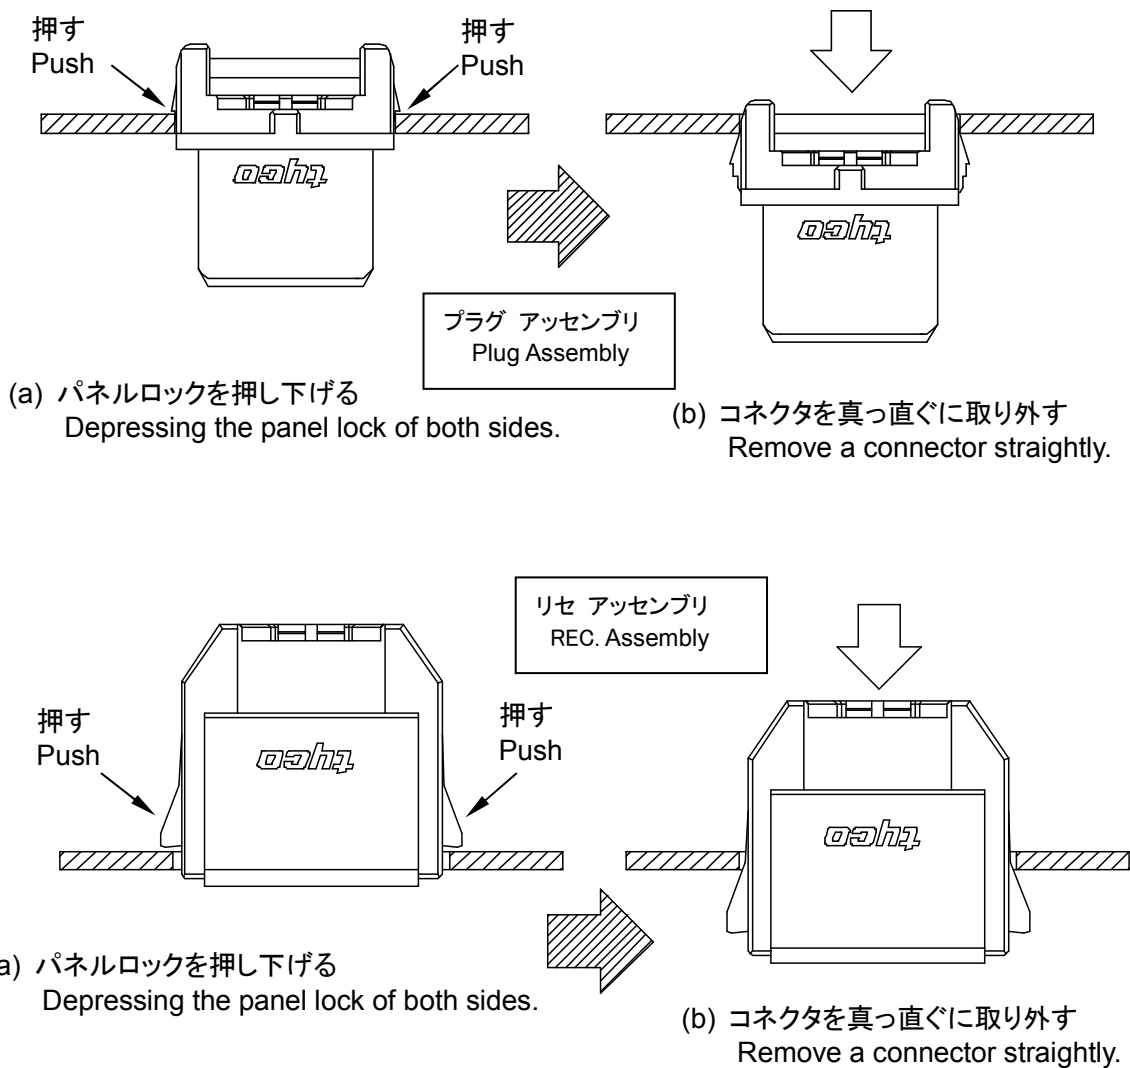 押す
Push
押す
Push
tyco
tyco
プラグ アッセンブリ
Plug Assembly
(a) パネルロックを押し下げる
Depressing the panel lock of both sides.
(b) コネクタを真っ直ぐに取り外す
Remove a connector straightly.
リセ アッセンブリ
REC. Assembly
押す
Push
押す
Push
tyco
tyco
a) パネルロックを押し下げる
Depressing the panel lock of both sides.
(b) コネクタを真っ直ぐに取り外す
Remove a connector straightly.